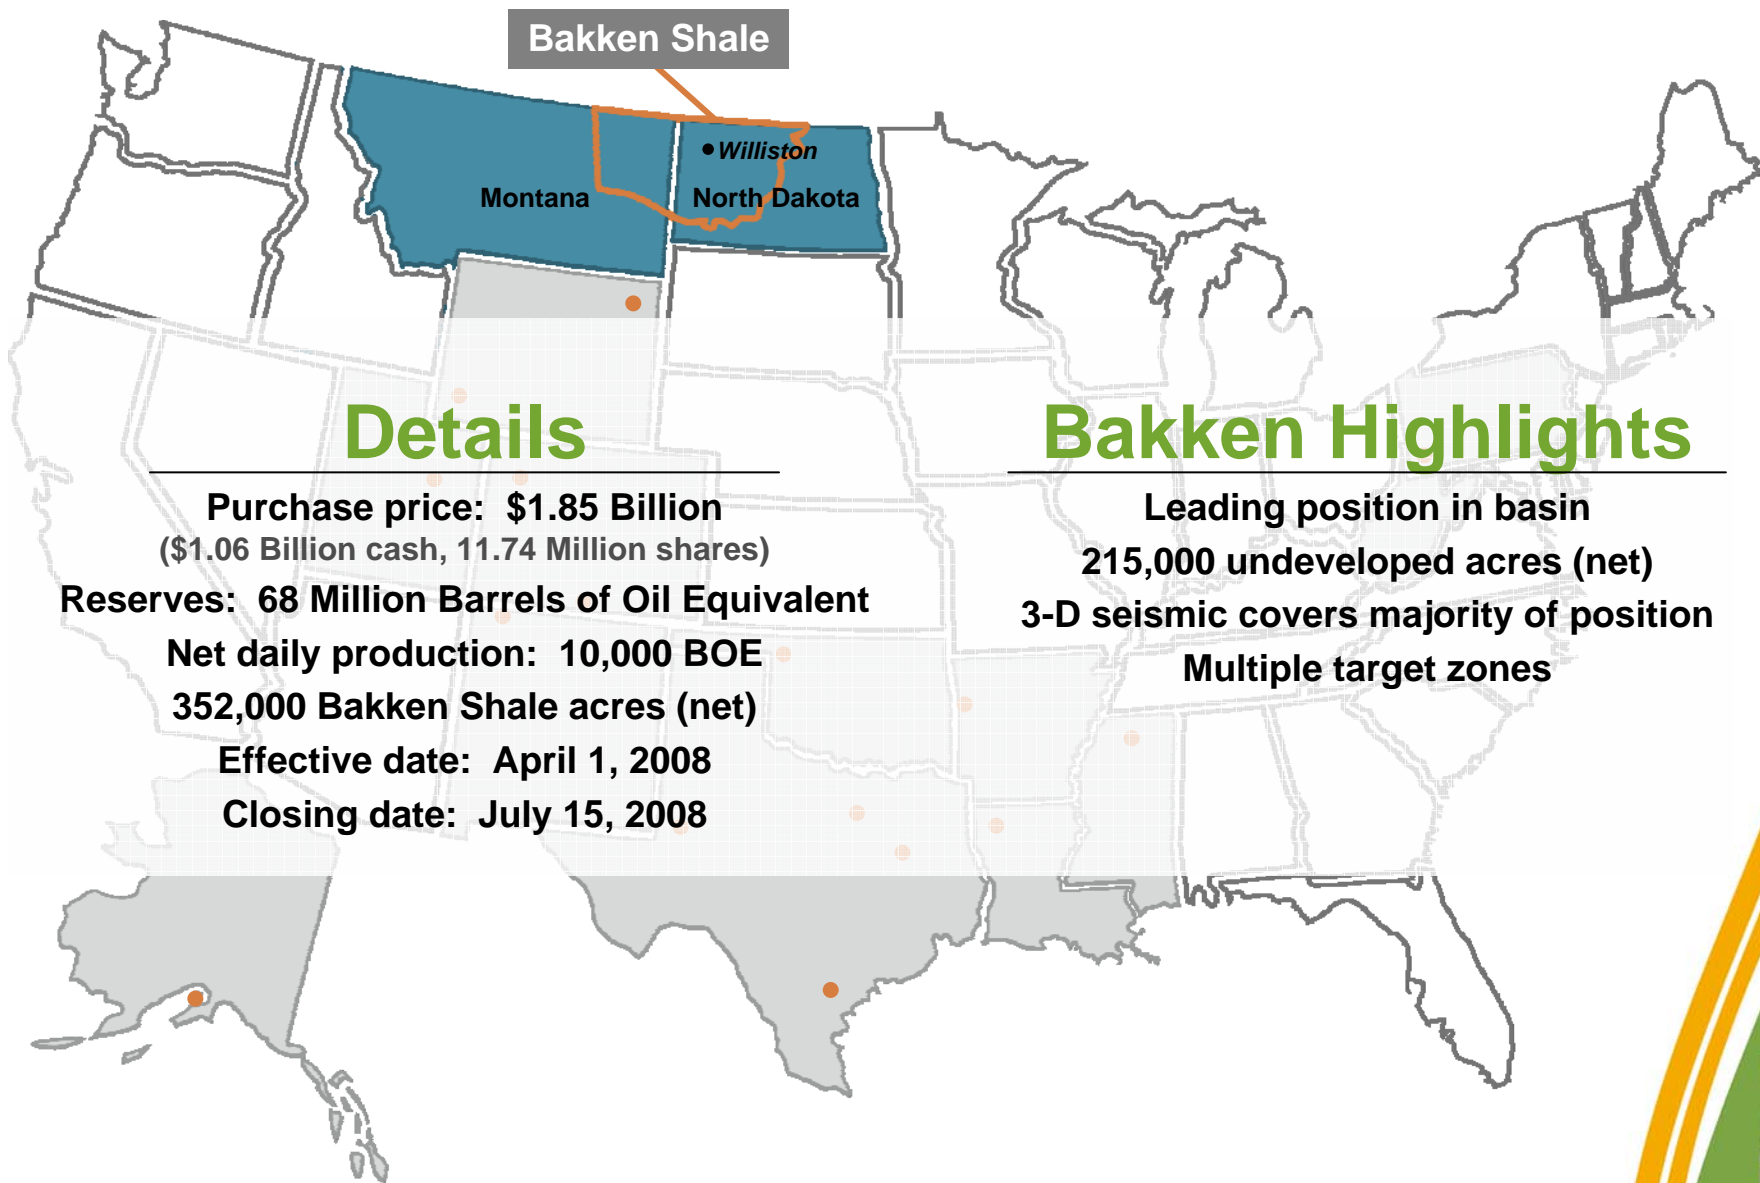 Bakken Shale
Williston
Montana
North Dakota
Details
Purchase price: $1.85 Billion
($1.06 Billion cash, 11.74 Million shares)
Reserves: 68 Million Barrels of Oil Equivalent
Net daily production: 10,000 BOE
352,000 Bakken Shale acres (net)
Effective date: April 1, 2008
Closing date: July 15, 2008
Bakken Highlights
Leading position in basin
215,000 undeveloped acres (net)
3-D seismic covers majority of position
Multiple target zones